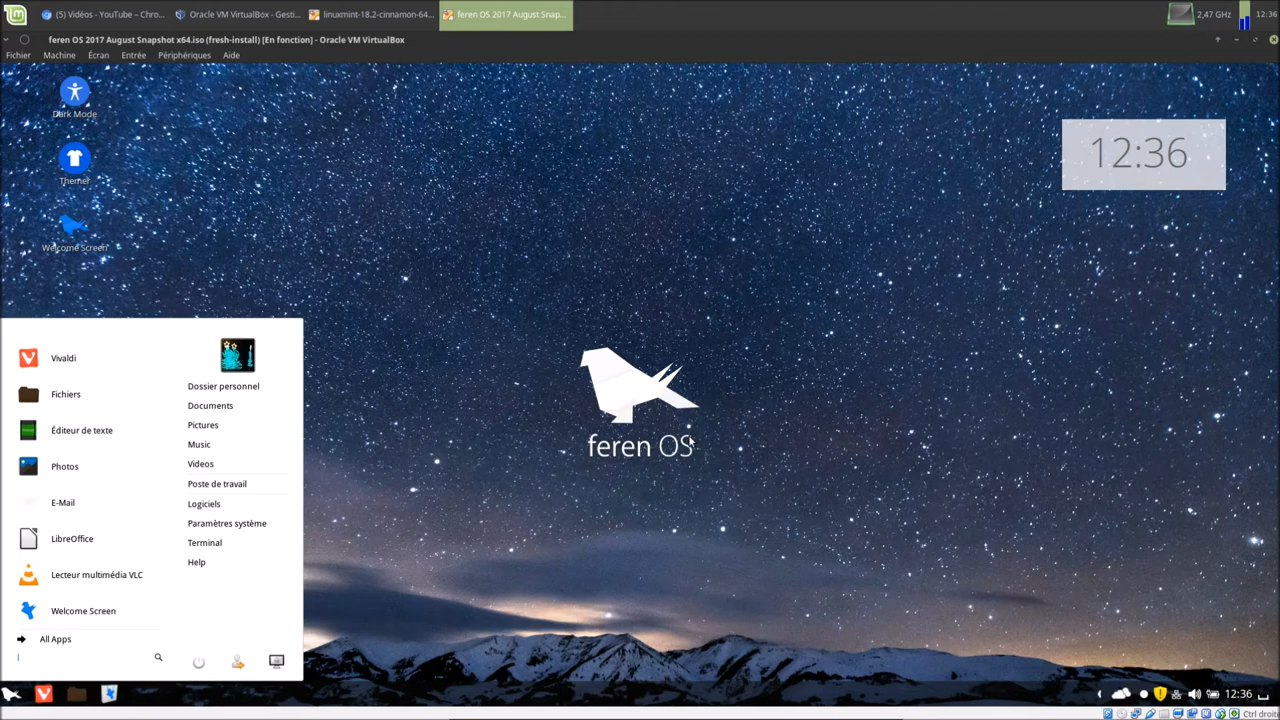 (5) Vidéos - YouTube – Chro...
Oracle VM VirtualBox - Gesti...
linuxmint-18.2-cinnamon-64...
feren OS 2017 August Snap...
2,47 GHz
12:36
feren OS 2017 August Snapshot x64.iso (fresh-install) [En fonction] - Oracle VM VirtualBox
Fichier Machine Écran Entrée Périphériques Aide
Dark Mode
Themer
Welcome Screen
12:36
feren OS
Vivaldi
Fichiers
Éditeur de texte
Photos
E-Mail
LibreOffice
Lecteur multimédia VLC
Welcome Screen
All Apps
Dossier personnel
Documents
Pictures
Music
Videos
Poste de travail
Logiciels
Paramètres système
Terminal
Help
12:36
Ctrl droite